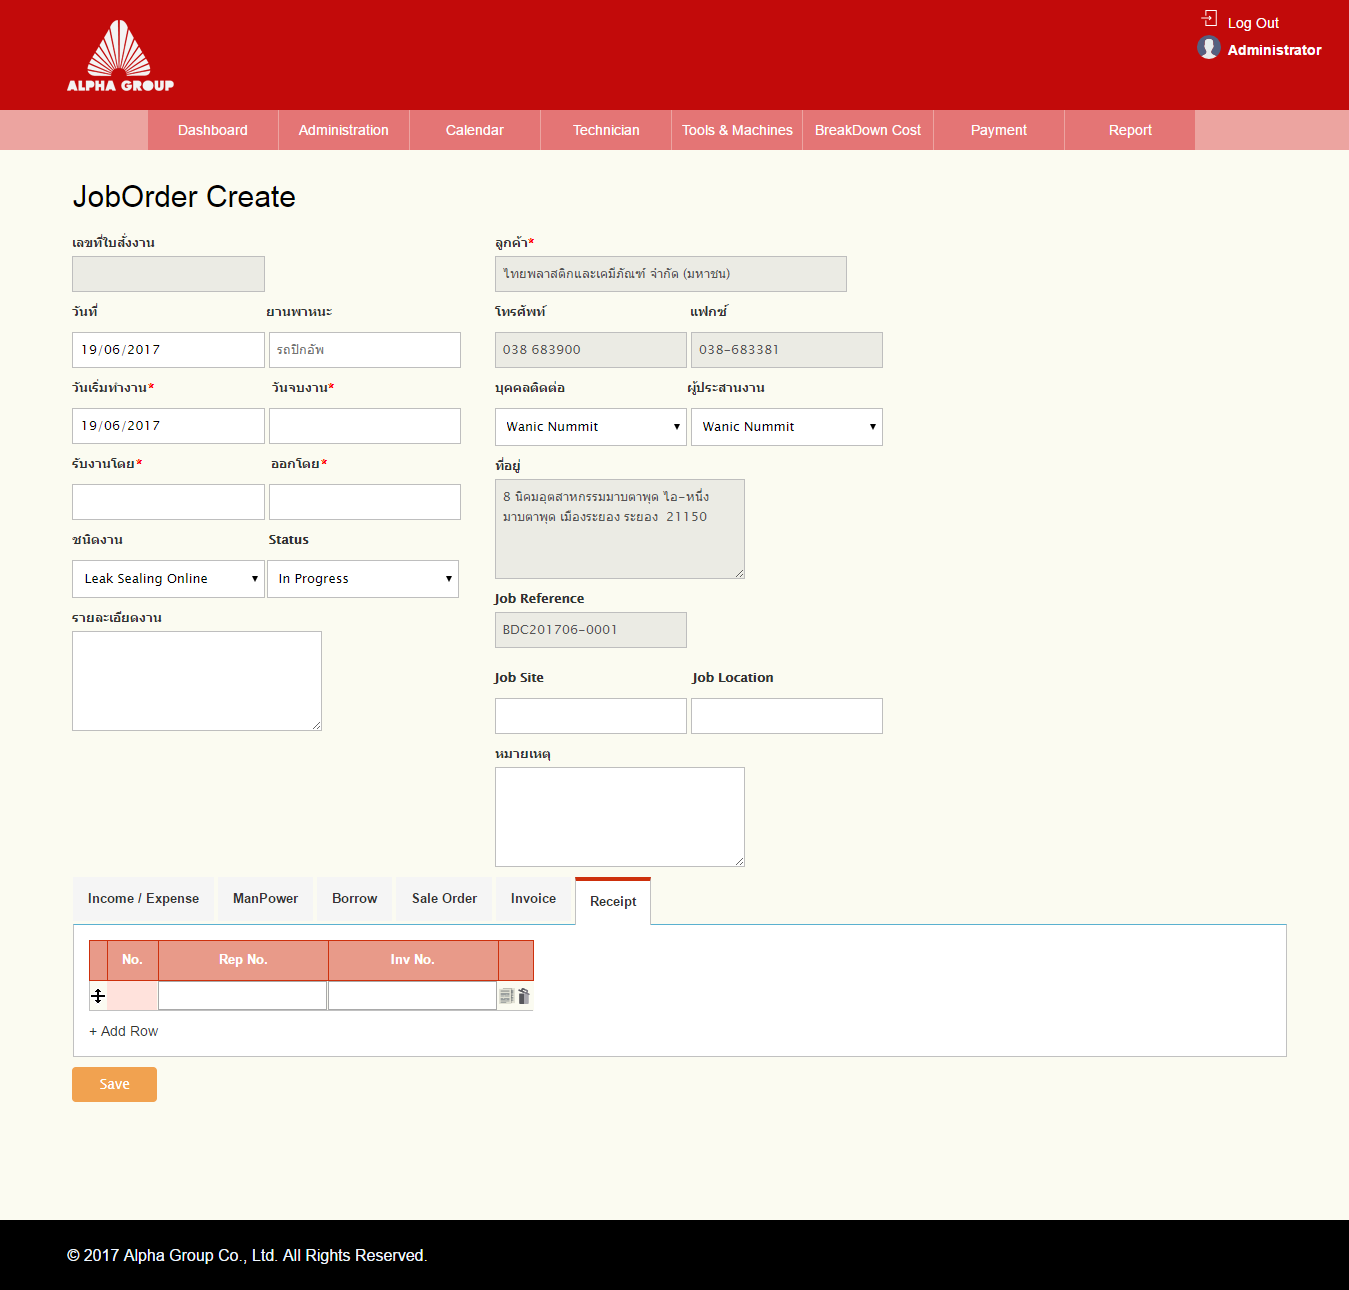 Log Out
Administrator
ALPHA GROUP
Dashboard Administration Calendar Technician Tools & Machines BreakDown Cost Payment Report
JobOrder Create
เลขที่ใบสั่งงาน
ลูกค้า*
ไทยพลาสติกและเคมีภัณฑ์ จำกัด (มหาชน)
วันที่ ยานพาหนะ
โทรศัพท์ แฟกซ์
19/06/2017 รถปิกอัพ
038 683900 038-683381
วันเริ่มทำงาน* วันจบงาน*
บุคคลติดต่อ ผู้ประสานงาน
19/06/2017
Wanic Nummit Wanic Nummit
รับงานโดย* ออกโดย*
ที่อยู่
8 นิคมอุตสาหกรรมมาบตาพุด ไอ-หนึ่ง
มาบตาพุด เมืองระยอง ระยอง 21150
ชนิดงาน Status
Leak Sealing Online In Progress
Job Reference
BDC201706-0001
รายละเอียดงาน
Job Site Job Location
หมายเหตุ
Income / Expense ManPower Borrow Sale Order Invoice Receipt
No. Rep No. Inv No.
+ Add Row
Save
© 2017 Alpha Group Co., Ltd. All Rights Reserved.